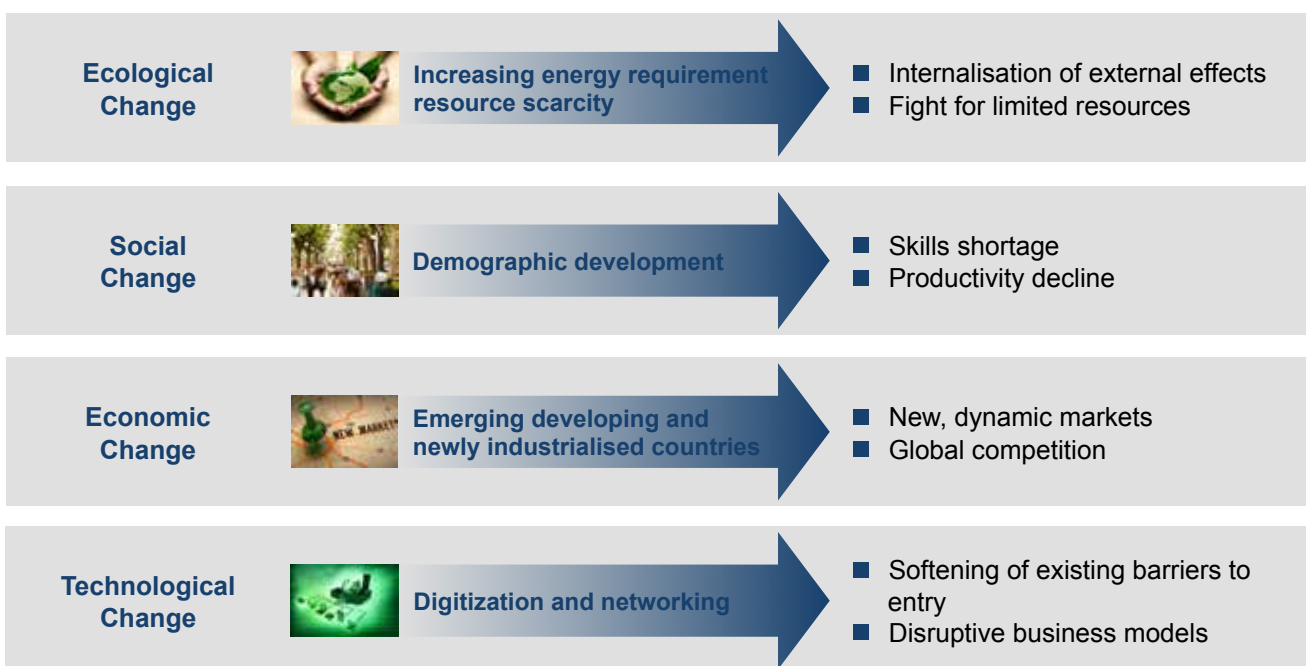 Ecological
Change
Increasing energy requirement
resource scarcity
Internalisation of external effects
Fight for limited resources
Social
Change
Demographic development
Skills shortage
Productivity decline
Economic
Change
NEW MARKET
Emerging developing and
newly industrialised countries
New, dynamic markets
Global competition
Technological
Change
Digitization and networking
Softening of existing barriers to
entry
Disruptive business models